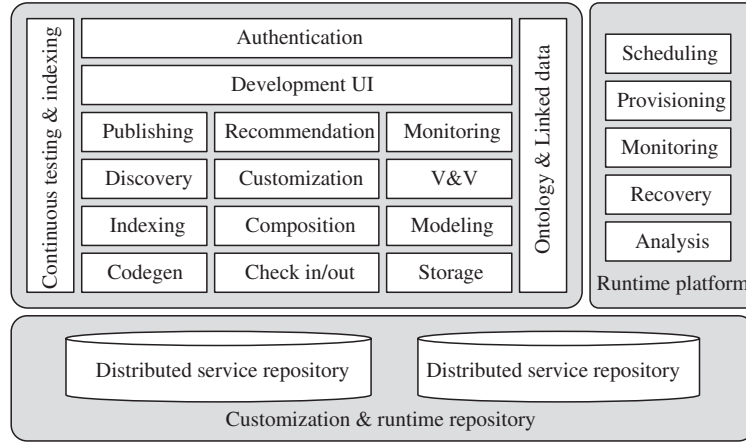 Continuous testing & indexing
Authentication
Development UI
Publishing
Recommendation
Monitoring
Discovery
Customization
V&V
Indexing
Composition
Modeling
Codegen
Check in/out
Storage
Ontology & Linked data
Scheduling
Provisioning
Monitoring
Recovery
Analysis
Runtime platform
Distributed service repository
Distributed service repository
Customization & runtime repository